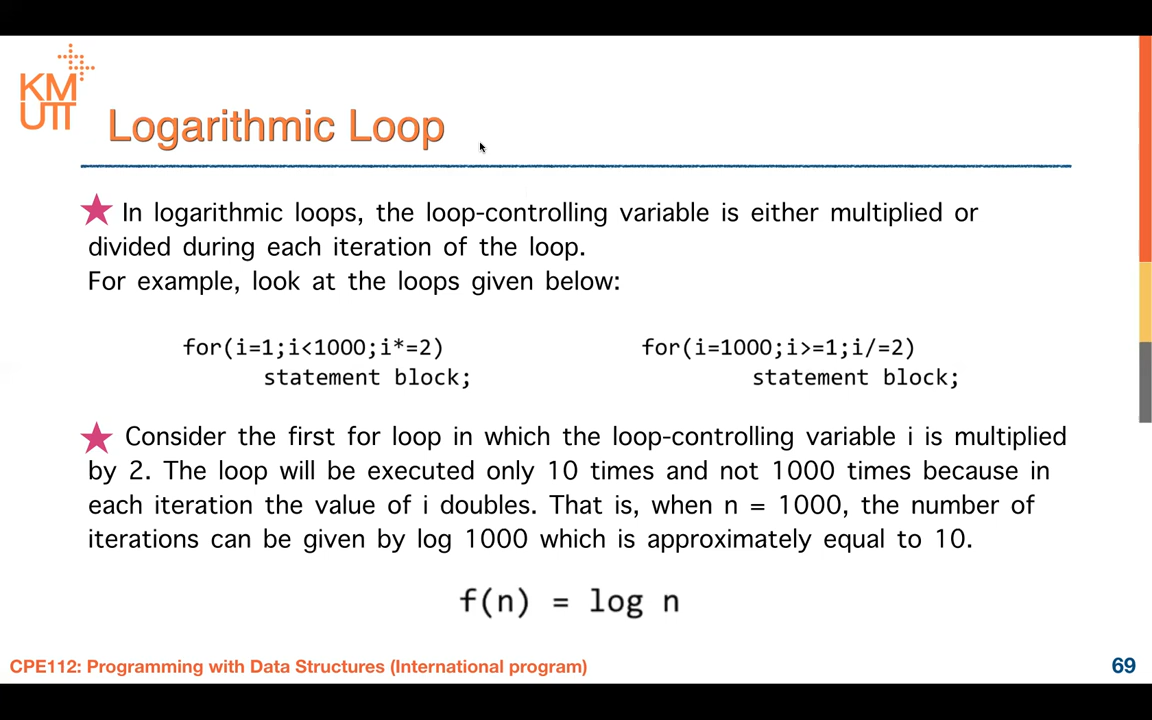 KM
UTT
Logarithmic Loop
In logarithmic loops, the loop-controlling variable is either multiplied or
divided during each iteration of the loop.
For example, look at the loops given below:
for(i=1;i<1000;i*=2)
statement block;
for(i=1000;i>=1;i/=2)
statement block;
Consider the first for loop in which the loop-controlling variable i is multiplied
by 2. The loop will be executed only 10 times and not 1000 times because in
each iteration the value of i doubles. That is, when n = 1000, the number of
iterations can be given by log 1000 which is approximately equal to 10.
f(n) = log n
CPE112: Programming with Data Structures (International program)
69